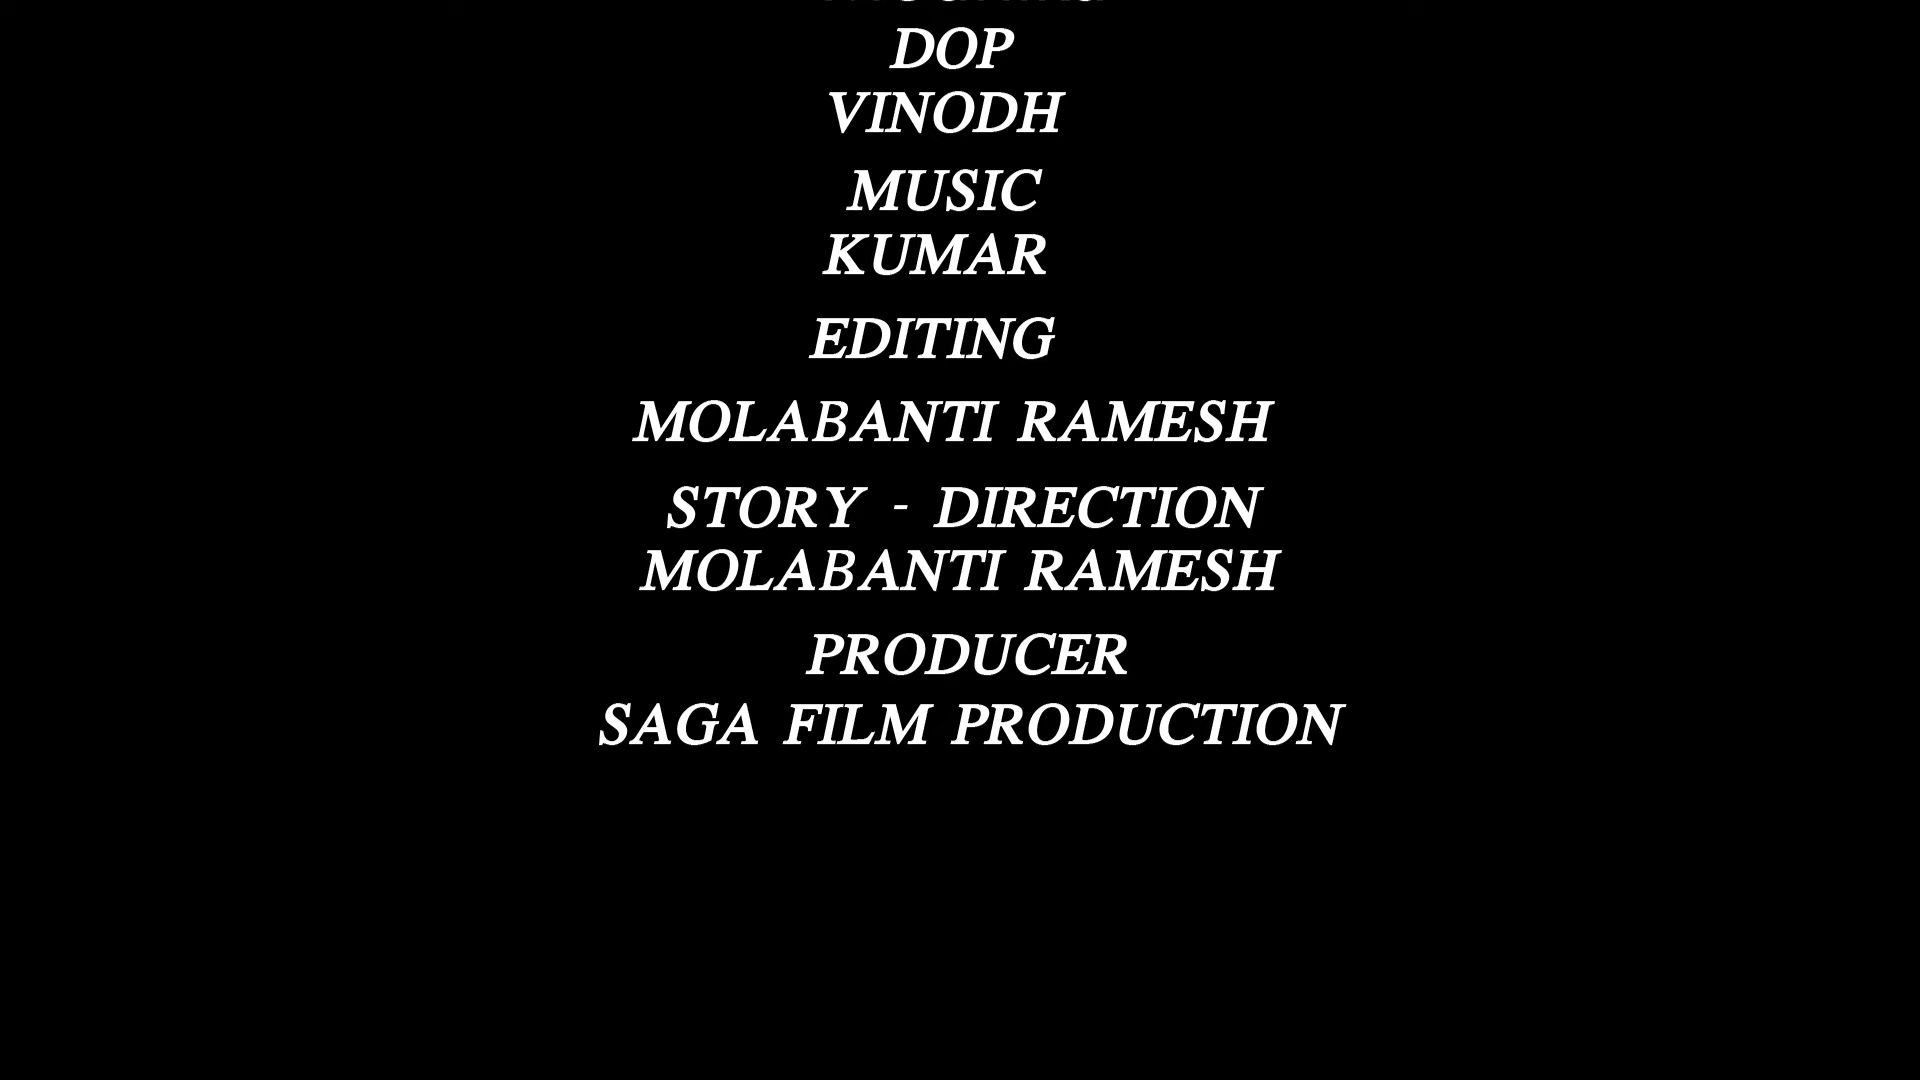 DOP
VINODH
MUSIC
KUMAR
EDITING
MOLABANTI RAMESH
STORY - DIRECTION
MOLABANTI RAMESH
PRODUCER
SAGA FILM PRODUCTION